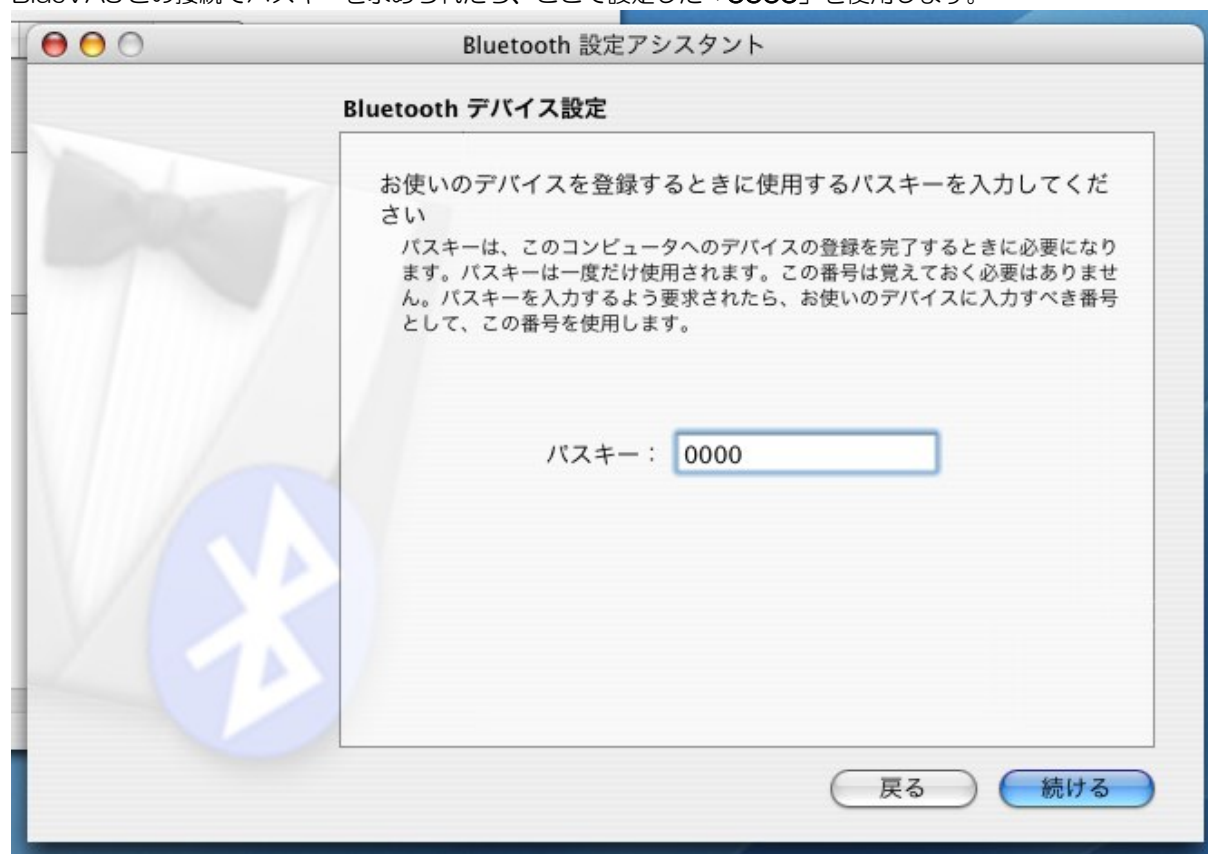 Bluetooth 設定アシスタント
Bluetooth デバイス設定
お使いのデバイスを登録するときに使用するパスキーを入力してくだ
さい
パスキーは、このコンピュータへのデバイスの登録を完了するときに必要になり
ます。パスキーは一度だけ使用されます。この番号は覚えておく必要はありませ
ん。パスキーを入力するよう要求されたら、お使いのデバイスに入力すべき番号
として、この番号を使用します。
パスキー： 0000
戻る 続ける